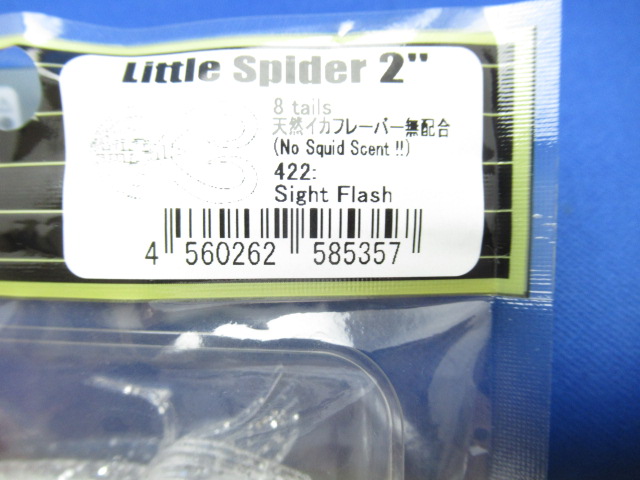 Little Spider 2"
8 tails
天然イカフレーバー無配合
(No Squid Scent !!)
422:
Sight Flash
4 560262 585357